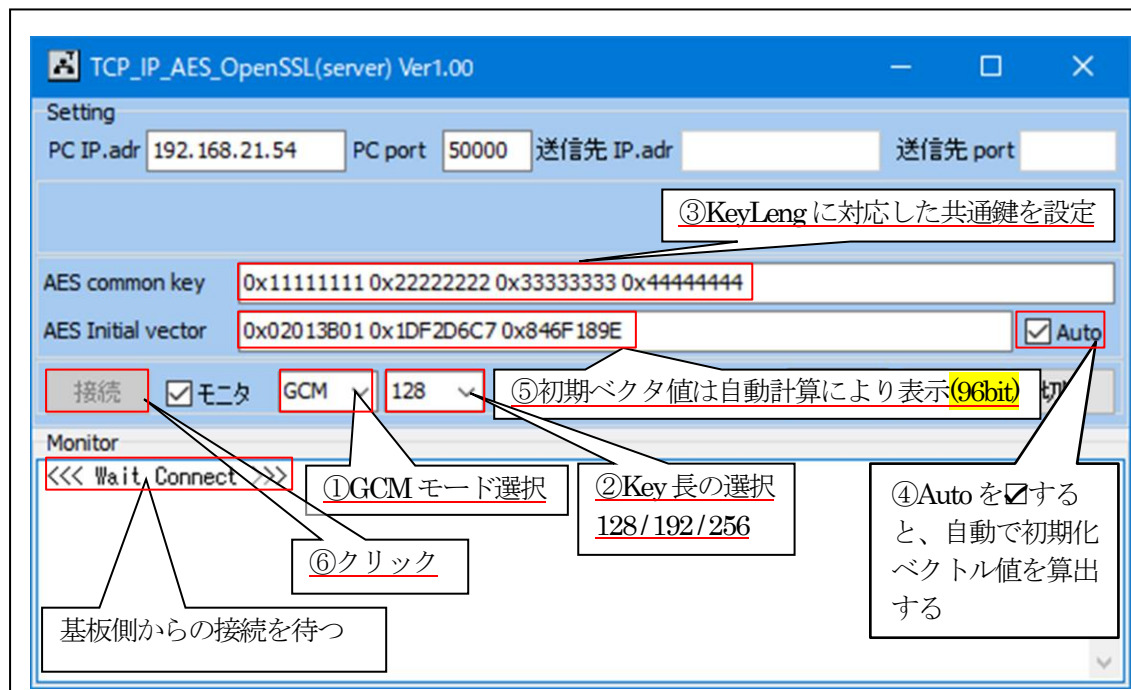 TCP_IP_AES_OpenSSL(server) Ver1.00
Setting
PC IP.adr 192.168.21.54 PC port 50000 送信先 IP.adr 送信先 port
③KeyLeng に対応した共通鍵を設定
AES common key 0x11111111 0x22222222 0x33333333 0x44444444
AES Initial vector 0x02013B01 0x1DF2D6C7 0x846F189E Auto
接続 モニタ GCM 128 ⑤初期ベクタ値は自動計算により表示(96bit)
Monitor
<<< Wait Connect >>>
①GCM モード選択
②Key 長の選択
128/192/256
④Auto を☑する
と、自動で初期化
ベクトル値を算出
する
⑥クリック
基板側からの接続を待つ